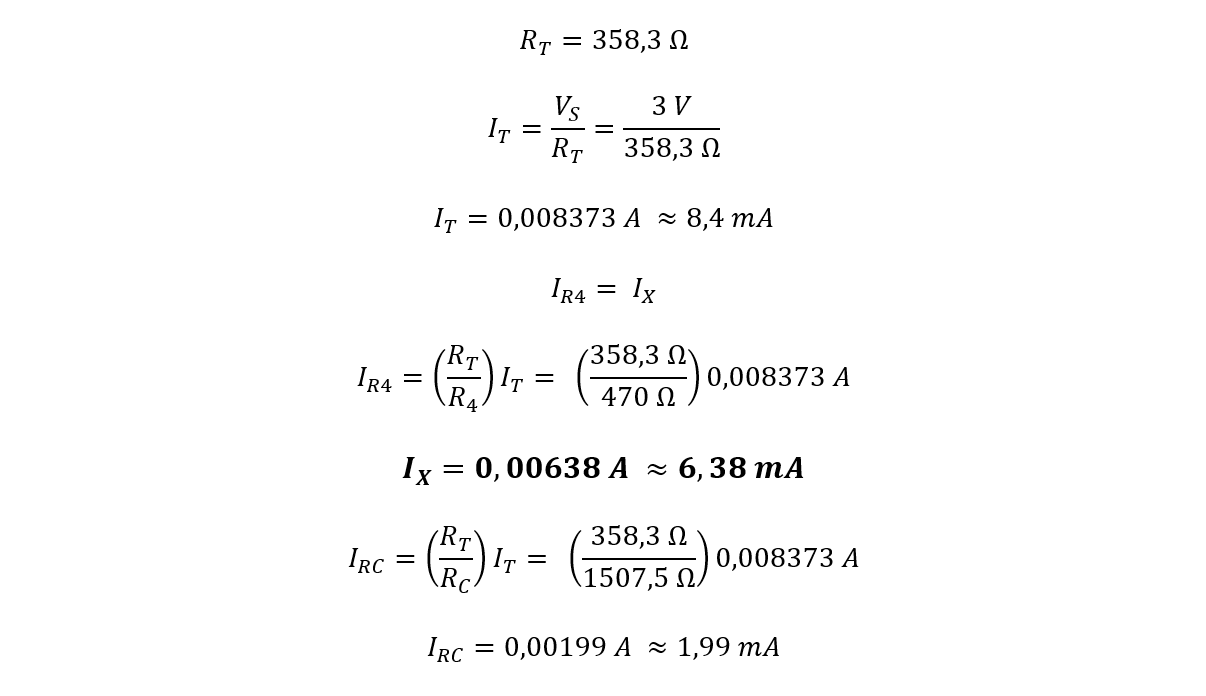 R_T = 358,3 Ω
I_T = V_S / R_T = 3 V / 358,3 Ω
I_T = 0,008373 A ≈ 8,4 mA
I_R4 = I_X
I_R4 = (R_T / R_4) I_T = (358,3 Ω / 470 Ω) 0,008373 A
I_X = 0,00638 A ≈ 6,38 mA
I_RC = (R_T / R_C) I_T = (358,3 Ω / 1507,5 Ω) 0,008373 A
I_RC = 0,00199 A ≈ 1,99 mA